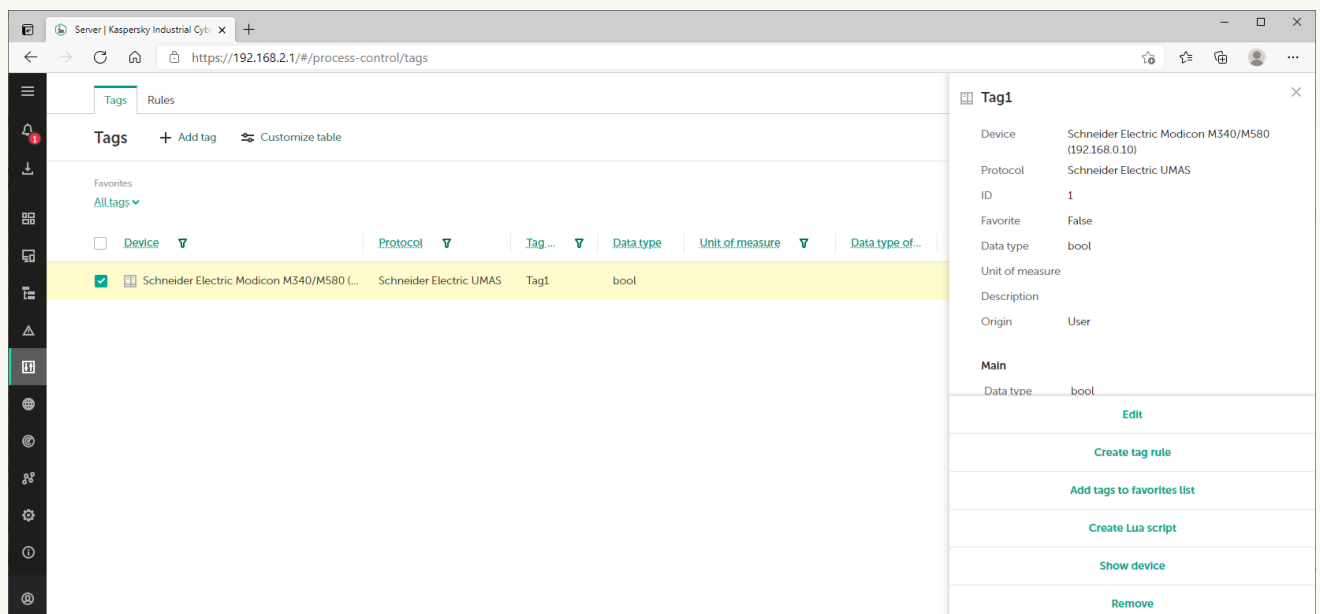 Server | Kaspersky Industrial Cyb
https://192.168.2.1/#/process-control/tags
1
Tags Rules
Tags + Add tag Customize table
Favorites
All tags
Device Protocol Tag ... Data type Unit of measure Data type of...
Schneider Electric Modicon M340/M580 (... Schneider Electric UMAS Tag1 bool
Tag1
Device Schneider Electric Modicon M340/M580
(192.168.0.10)
Protocol Schneider Electric UMAS
ID 1
Favorite False
Data type bool
Unit of measure
Description
Origin User
Main
Data type bool
Edit
Create tag rule
Add tags to favorites list
Create Lua script
Show device
Remove